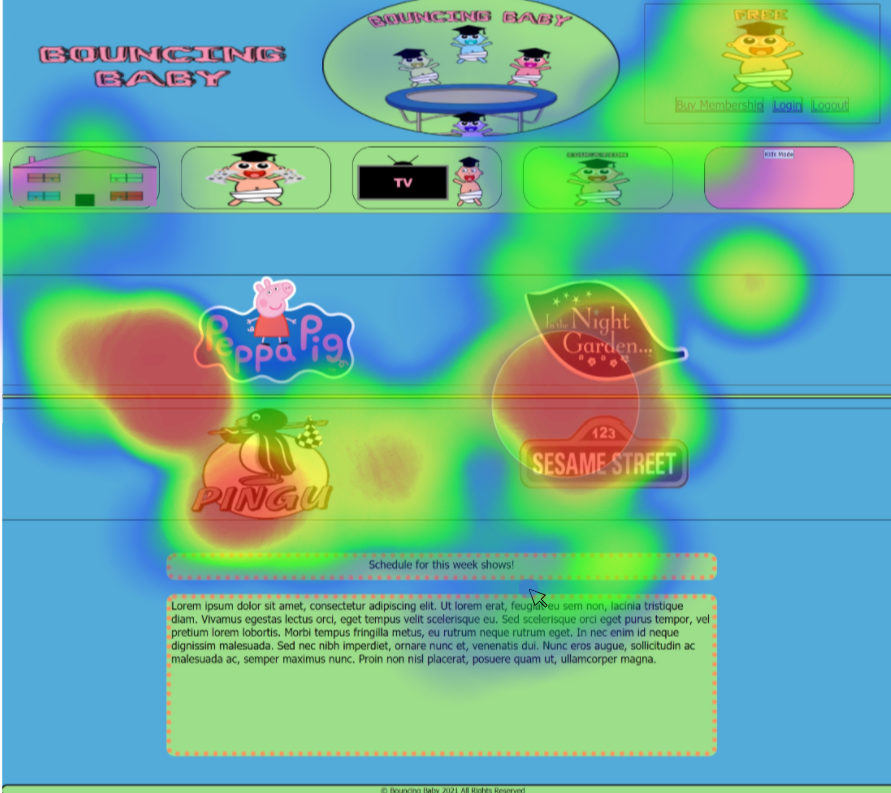 BOUNCING BABY
FREE
BOUNCING
BABY
Buy Membership Login Logout
Kids Mode
TV
Peppa Pig
In the Night
Garden...
123
SESAME STREET
PINGU
Schedule for this week shows!
Lorem ipsum dolor sit amet, consectetur adipiscing elit. Ut lorem erat, feugiat eu sem non, lacinia tristique
diam. Vivamus egestas lectus orci, eget tempus velit scelerisque eu. Sed scelerisque orci eget purus tempor, vel
pretium lorem lobortis. Morbi tempus fringilla metus, eu rutrum neque rutrum eget. In nec enim id neque
dignissim malesuada. Sed nec nibh imperdiet, ornare nunc et, venenatis dui. Nunc eros augue, sollicitudin ac
malesuada ac, semper maximus nunc. Proin non nisl placerat, posuere quam ut, ullamcorper magna.
© Bouncing Baby 2021 All Rights Reserved